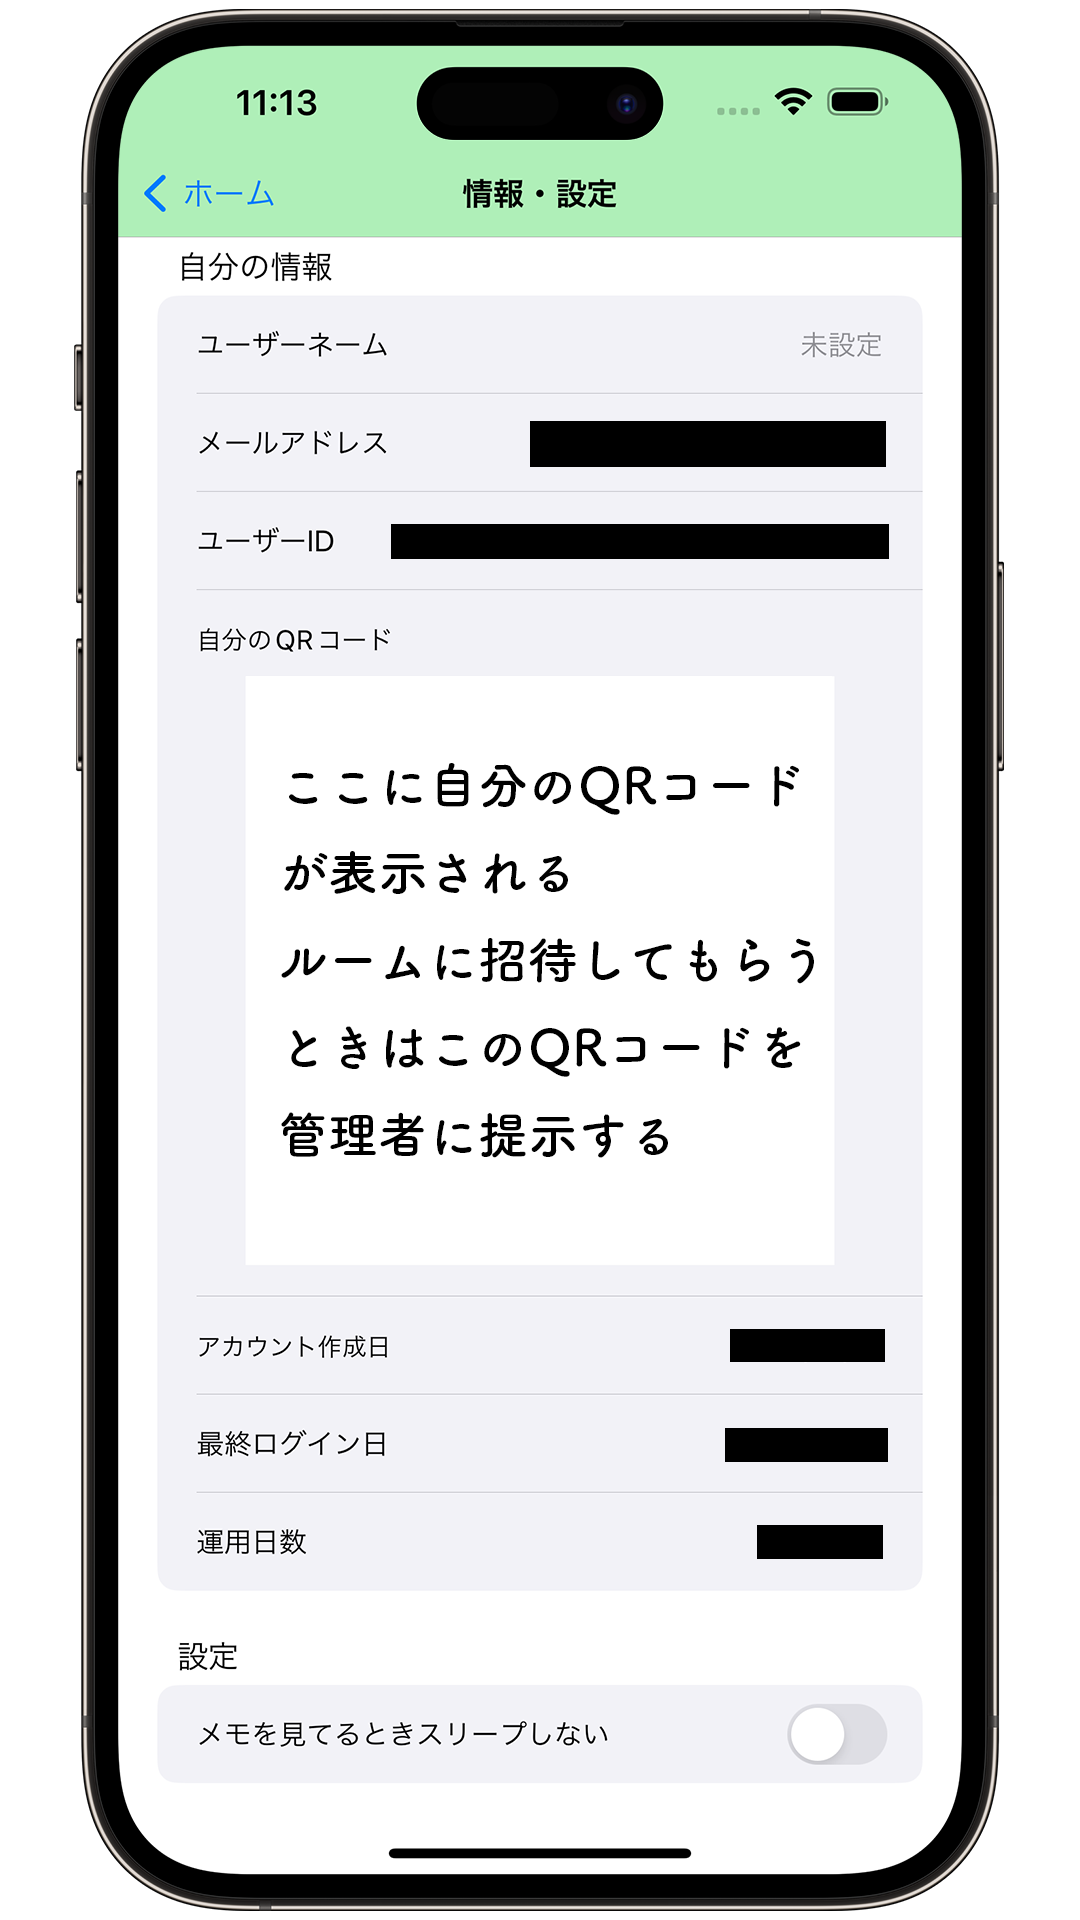 11:13
ホーム
情報・設定
自分の情報
ユーザーネーム
未設定
メールアドレス
ユーザーID
自分のQRコード
ここに自分のQRコード
が表示される
ルームに招待してもらう
ときはこのQRコードを
管理者に提示する
アカウント作成日
最終ログイン日
運用日数
設定
メモを見てるときスリープしない